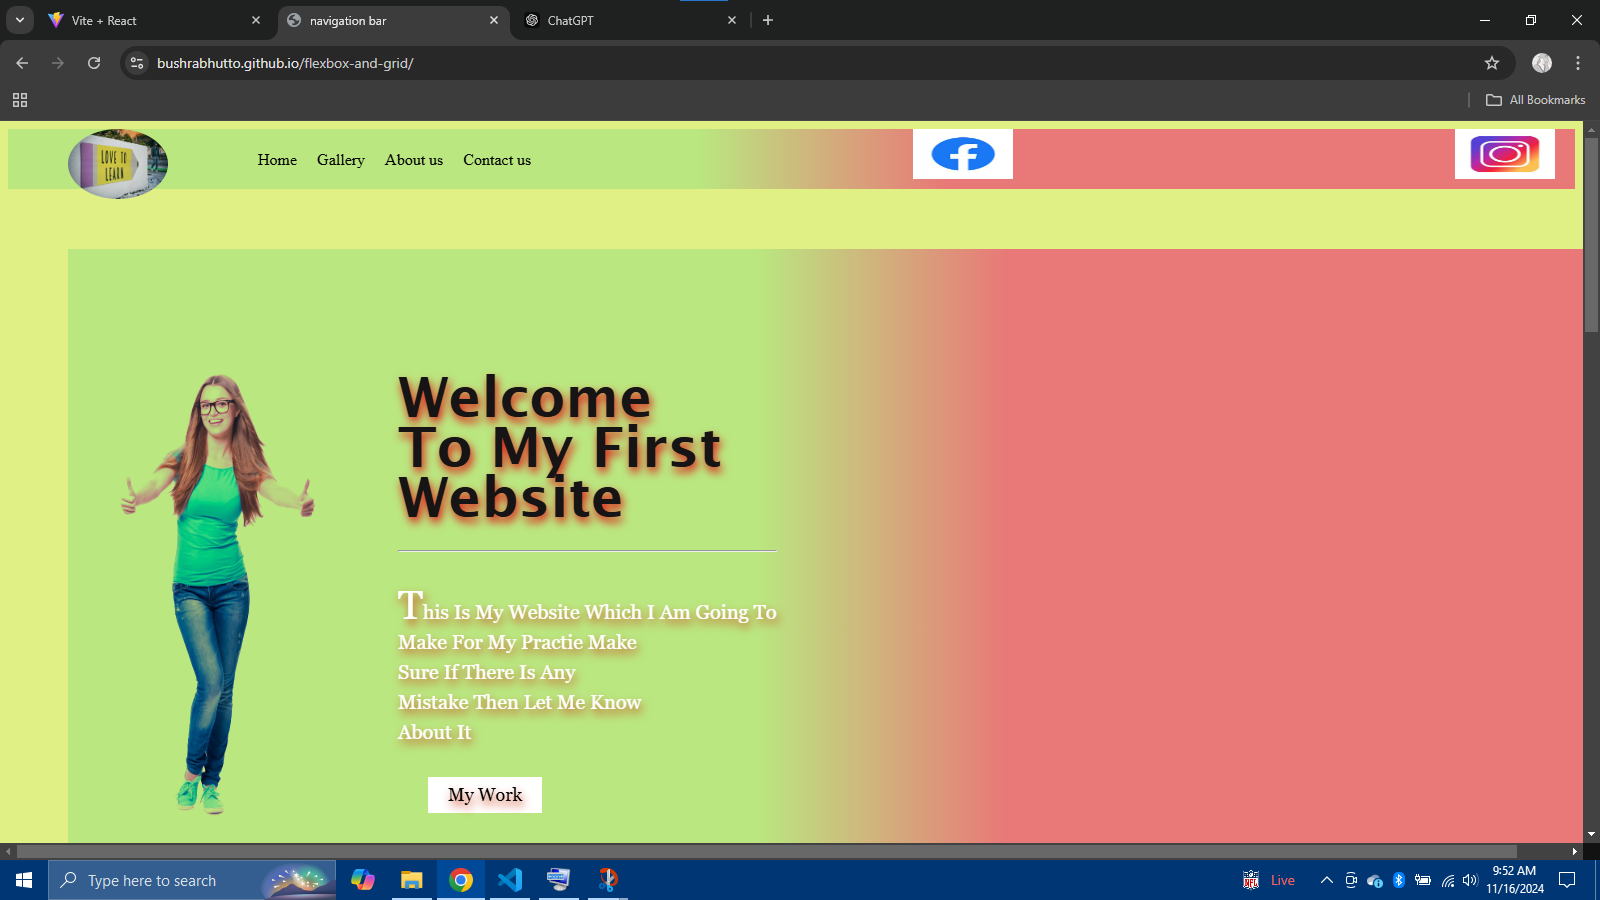 Vite + React
navigation bar
ChatGPT
bushrabhutto.github.io/flexbox-and-grid/
All Bookmarks
LOVE TO
LEARN
Home Gallery About us Contact us
Welcome
To My First
Website
This Is My Website Which I Am Going To
Make For My Practie Make
Sure If There Is Any
Mistake Then Let Me Know
About It
My Work
Type here to search
NFL
Live
9:52 AM
11/16/2024